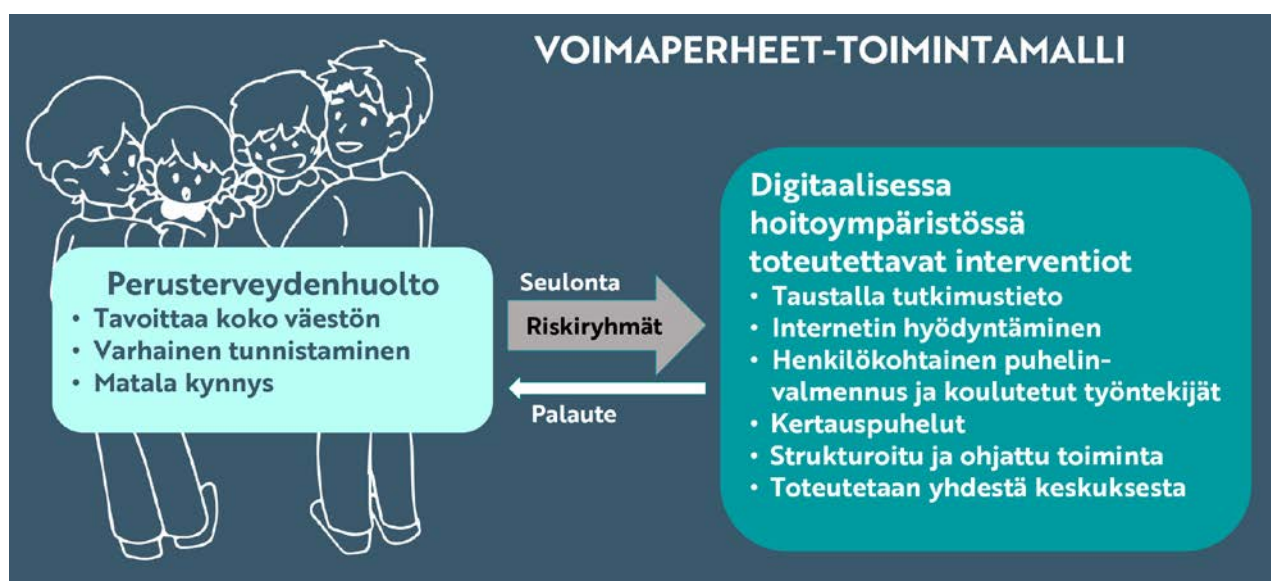 VOIMAPERHEET-TOIMINTAMALLI
Perusterveydenhuolto
• Tavoittaa koko väestön
• Varhainen tunnistaminen
• Matala kynnys
Seulonta
Riskiryhmät
Palaute
Digitaalisessa
hoitoympäristössä
toteutettavat interventiot
• Taustalla tutkimustieto
• Internetin hyödyntäminen
• Henkilökohtainen puhelin-
valmennus ja koulutetut työntekijät
• Kertauspuhelut
• Strukturoitu ja ohjattu toiminta
• Toteutetaan yhdestä keskuksesta